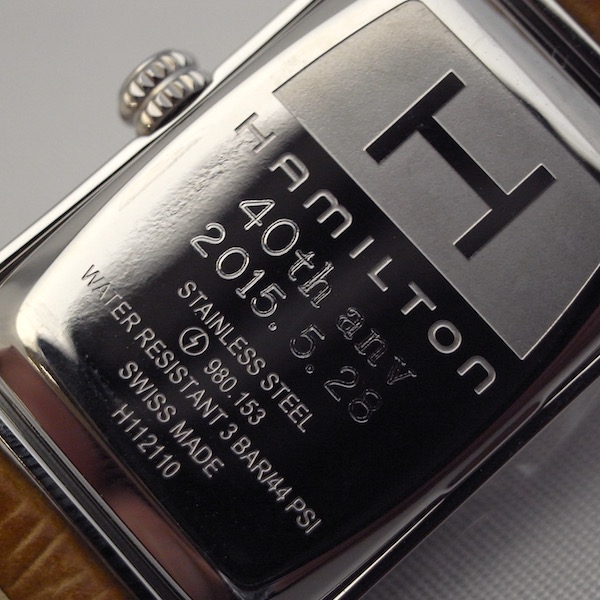 H
HAMILTON
40th anv
2015. 5.28
STAINLESS STEEL
980.153
WATER RESISTANT 3 BAR/44 PSI
SWISS MADE
H112110